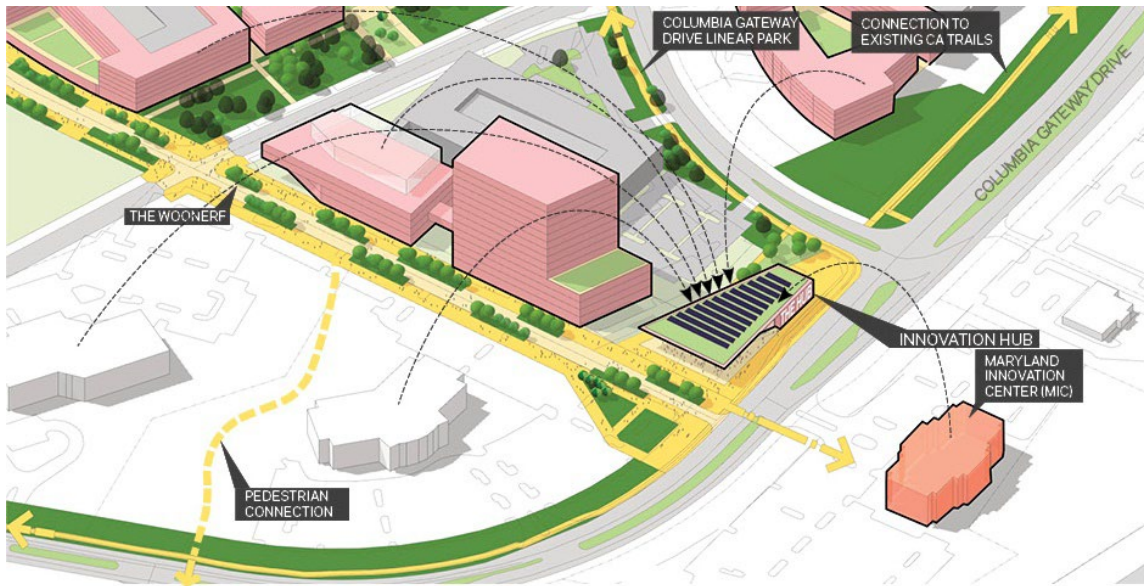 COLUMBIA GATEWAY
DRIVE LINEAR PARK
CONNECTION TO
EXISTING CA TRAILS
COLUMBIA GATEWAY DRIVE
THE WOONERF
THE HUB
INNOVATION HUB
MARYLAND
INNOVATION
CENTER (MIC)
PEDESTRIAN
CONNECTION